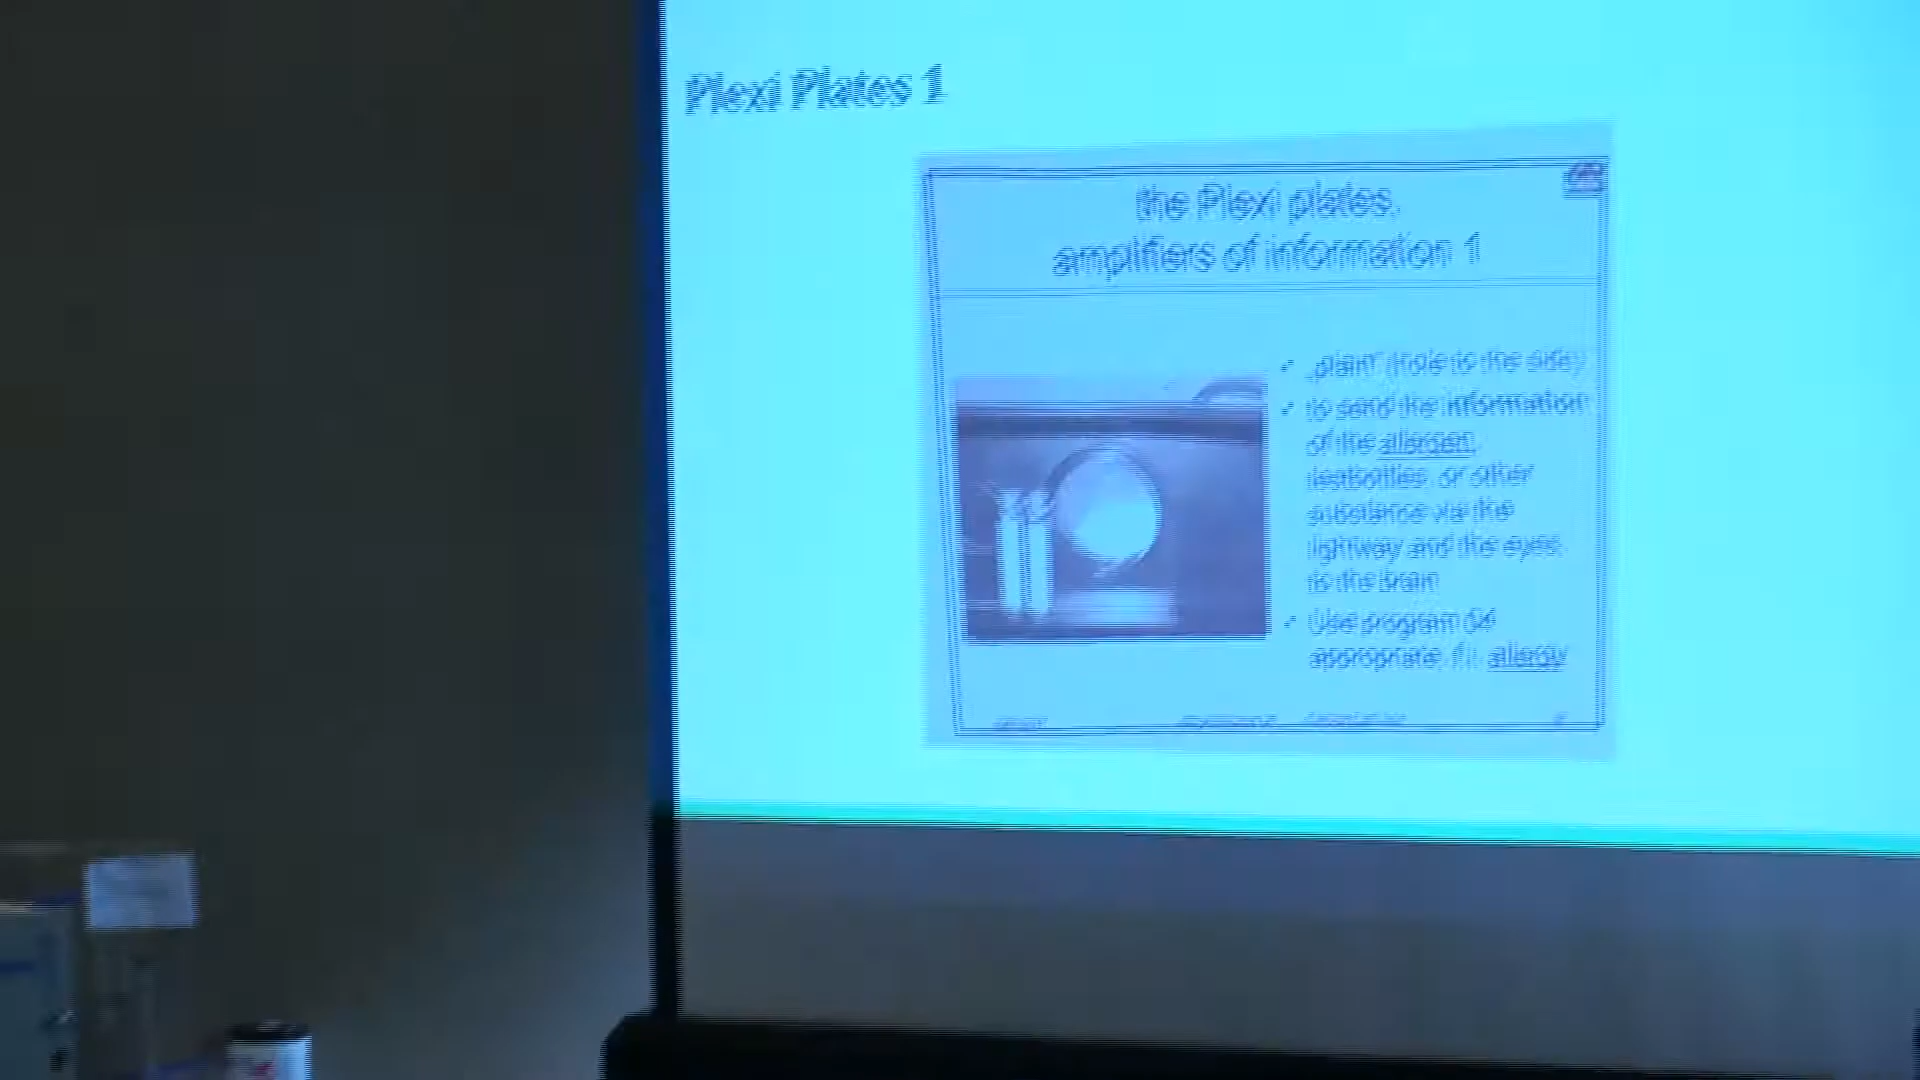 Plexi Plates 1
the Plexi plates,
amplifiers of information 1
„plain" (hole to the side)
to send the information
of the allergen,
testbottles, or other
substance via the
lightway and the eyes,
to the brain
Use program 04
appropriate, f.i. allergy